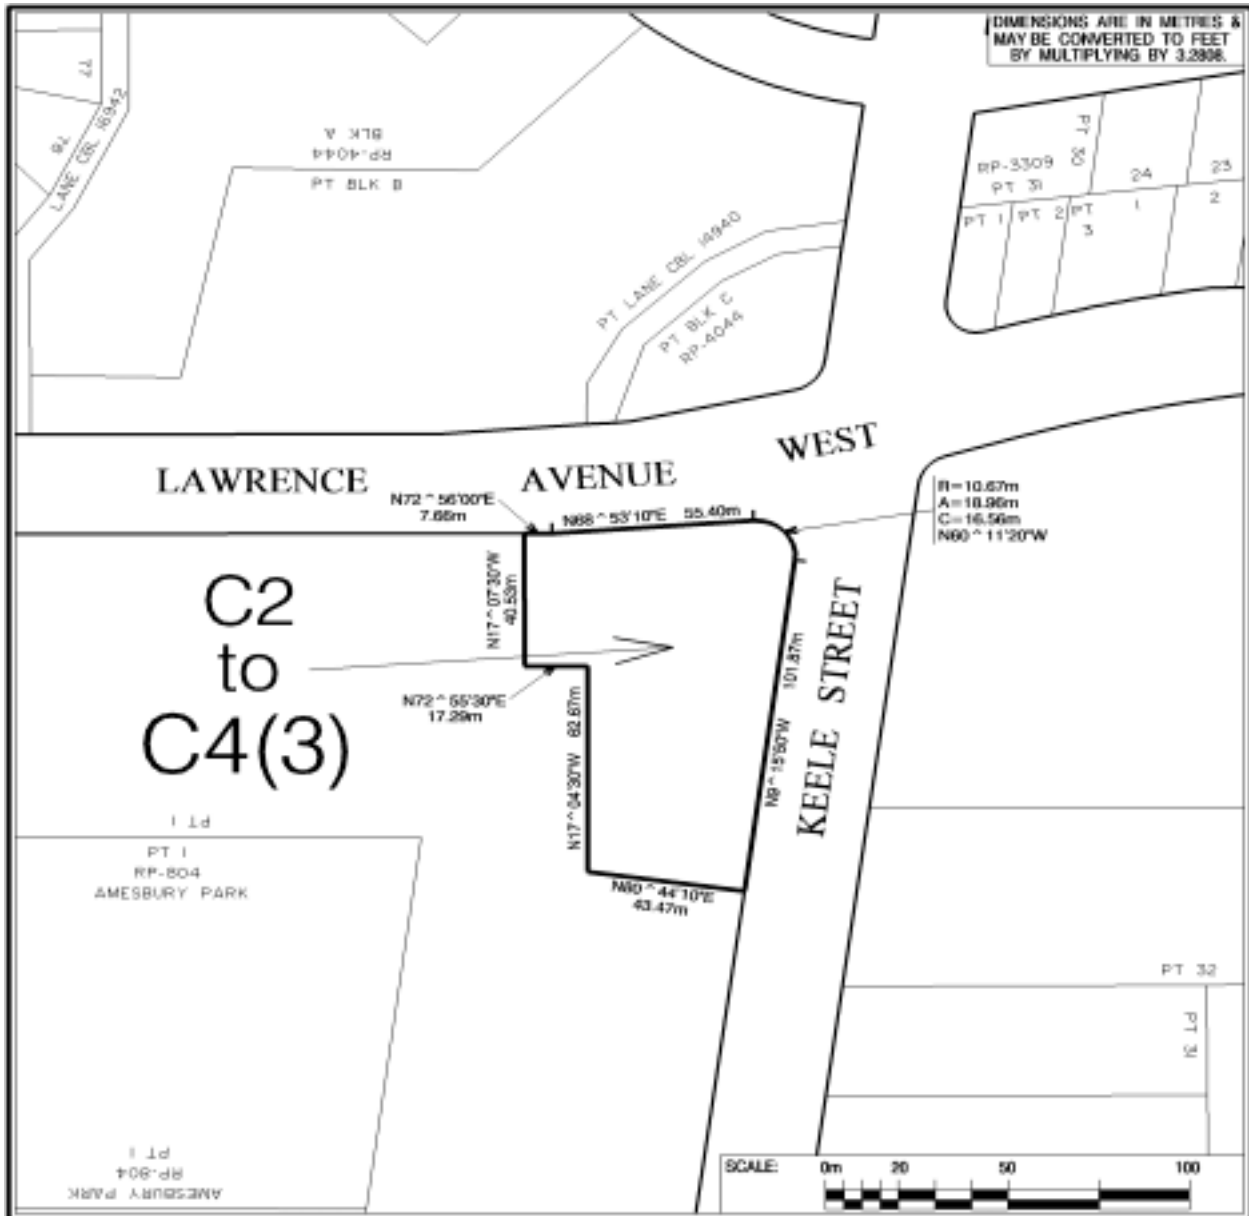 DIMENSIONS ARE IN METRES &
MAY BE CONVERTED TO FEET
BY MULTIPLYING BY 3.2808.
77
78
LANE CBL 16942
BLK A
RP-4044
PT BLK B
PT LANE CBL 14940
PT BLK C
RP-4044
PT 30
RP-3309
PT 31
24
23
PT 1
PT 2
PT
3
1
2
LAWRENCE AVENUE WEST
N72^56'00"E
7.66m
N68^53'10"E 55.40m
R=10.67m
A=18.96m
C=16.56m
N60^11'20"W
N17^07'30"W
40.53m
C2
to
C4(3)
N72^55'30"E
17.29m
N17^04'30"W 62.67m
N9^15'50"W 101.87m
KEELE STREET
N80^44'10"E
43.47m
PT 1
PT 1
RP-804
AMESBURY PARK
PT 32
PT 31
PT 1
RP-804
AMESBURY PARK
SCALE: 0m 20 50 100